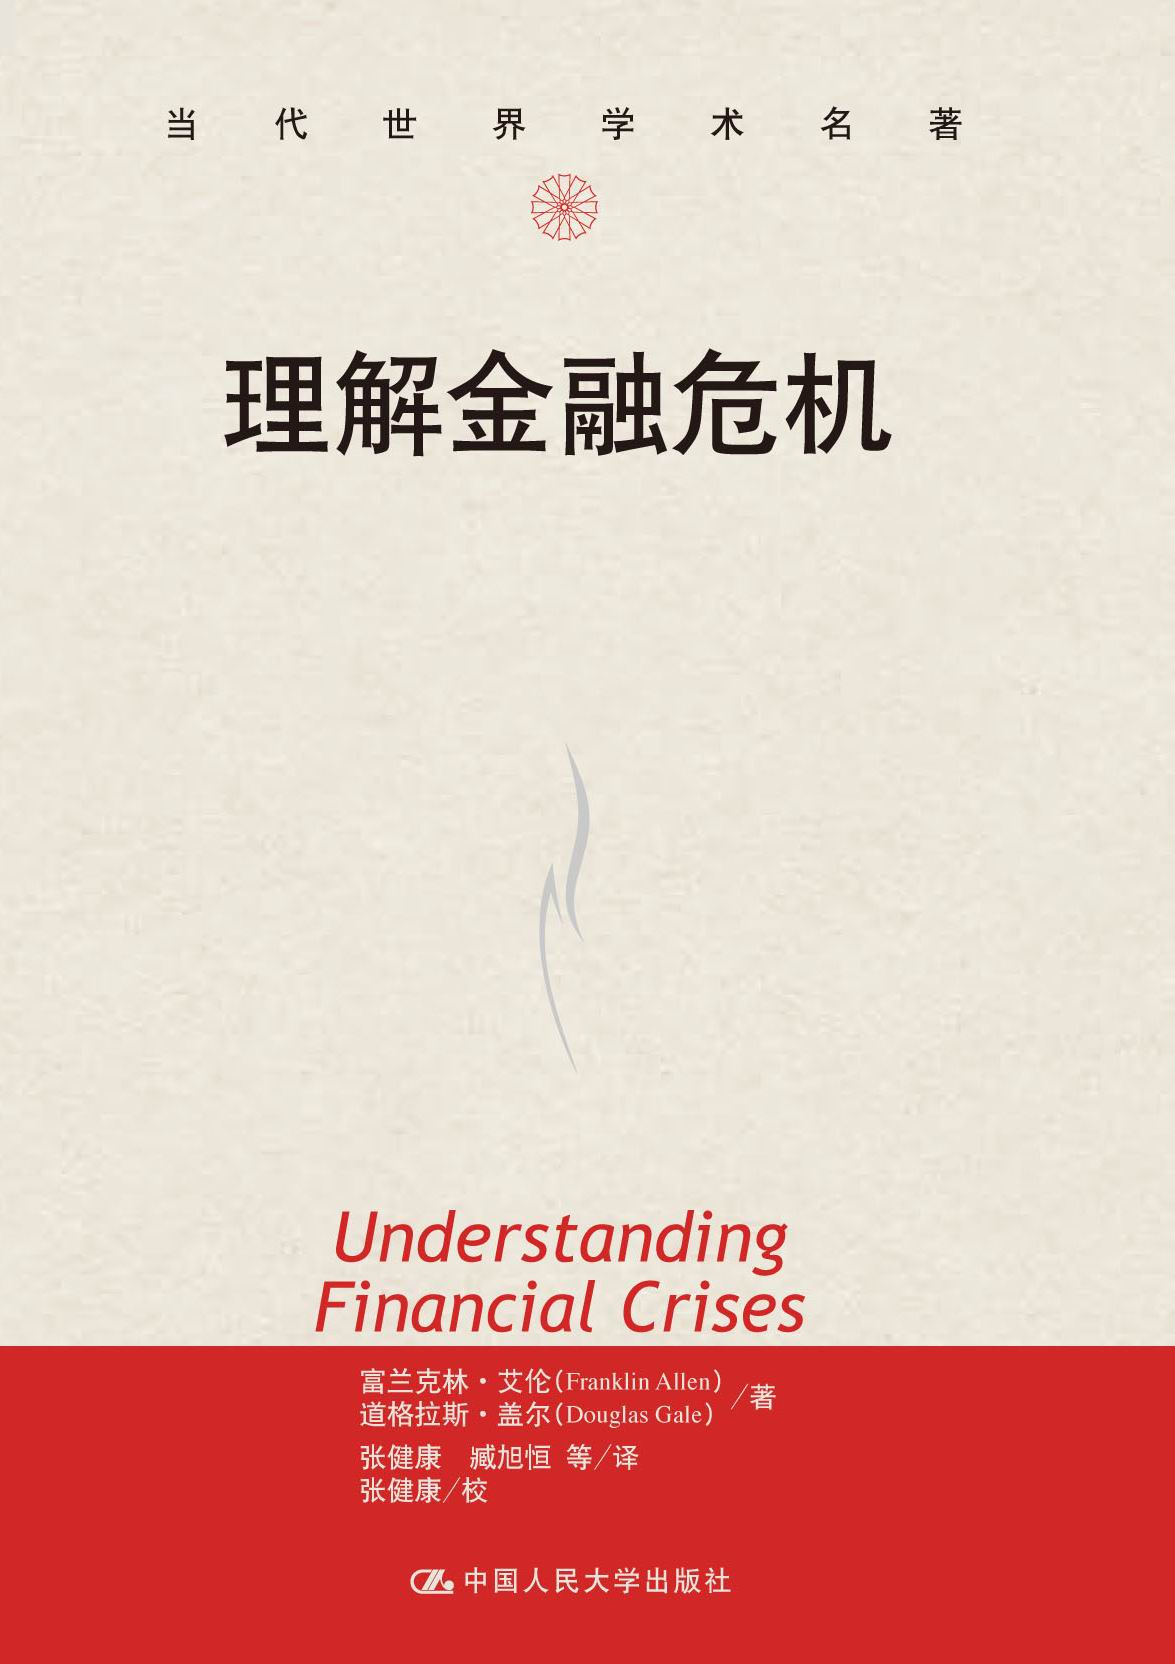 当代世界学术名著
理解金融危机
Understanding
Financial Crises
富兰克林·艾伦(Franklin Allen)
道格拉斯·盖尔(Douglas Gale) /著
张健康 臧旭恒 等/译
张健康/校
中国人民大学出版社